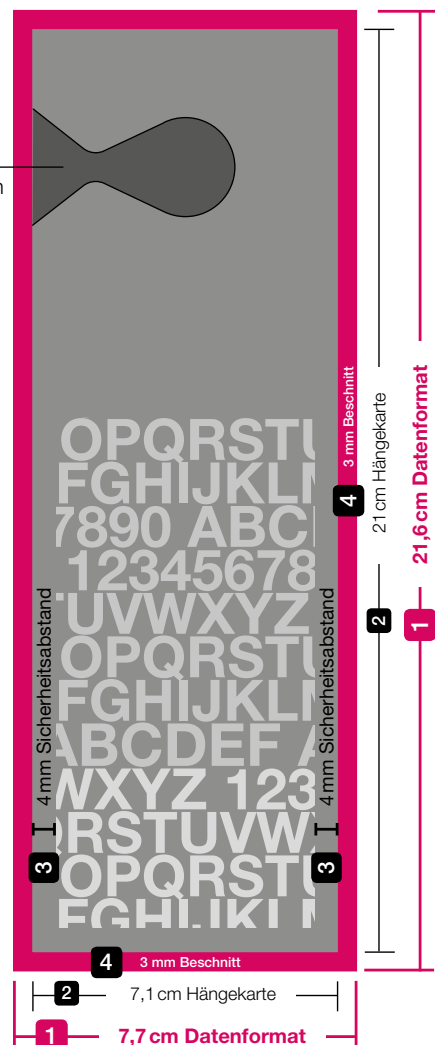 n
OPQRSTU
FGHIJKLM
7890 ABC
12345678
TUVWXYZ
OPQRSTU
FGHIJKLM
ABCDEF A
WXYZ 123
QRSTUVW
OPQRSTU
FGHIJKL M
4 mm Sicherheitsabstand
3
4 mm Sicherheitsabstand
3
3 mm Beschnitt
4
21 cm Hängekarte
2
21,6 cm Datenformat
1
4 3 mm Beschnitt
2 7,1 cm Hängekarte
1 7,7 cm Datenformat